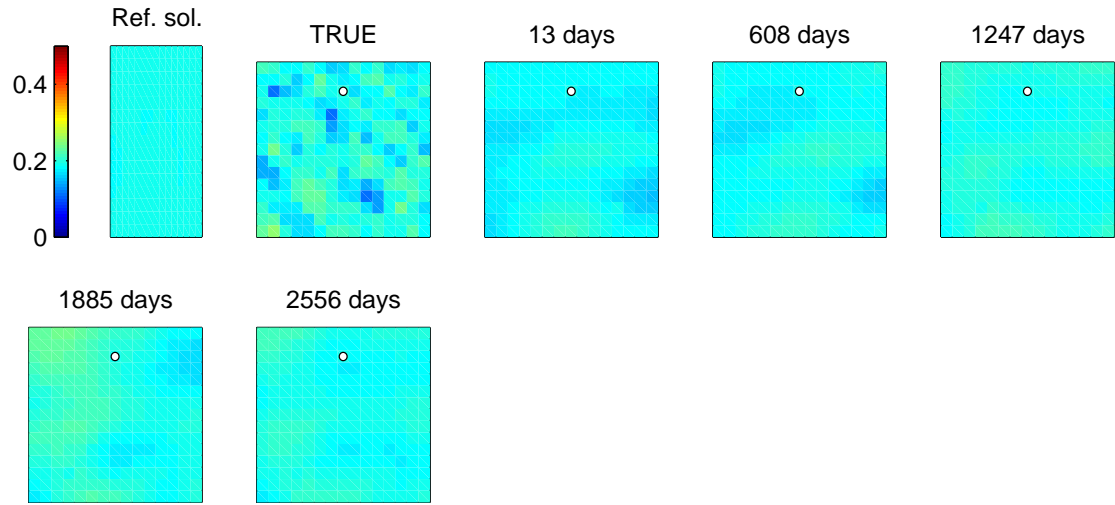 Ref. sol.
TRUE
13 days
608 days
1247 days
0.4
0.2
0
1885 days
2556 days